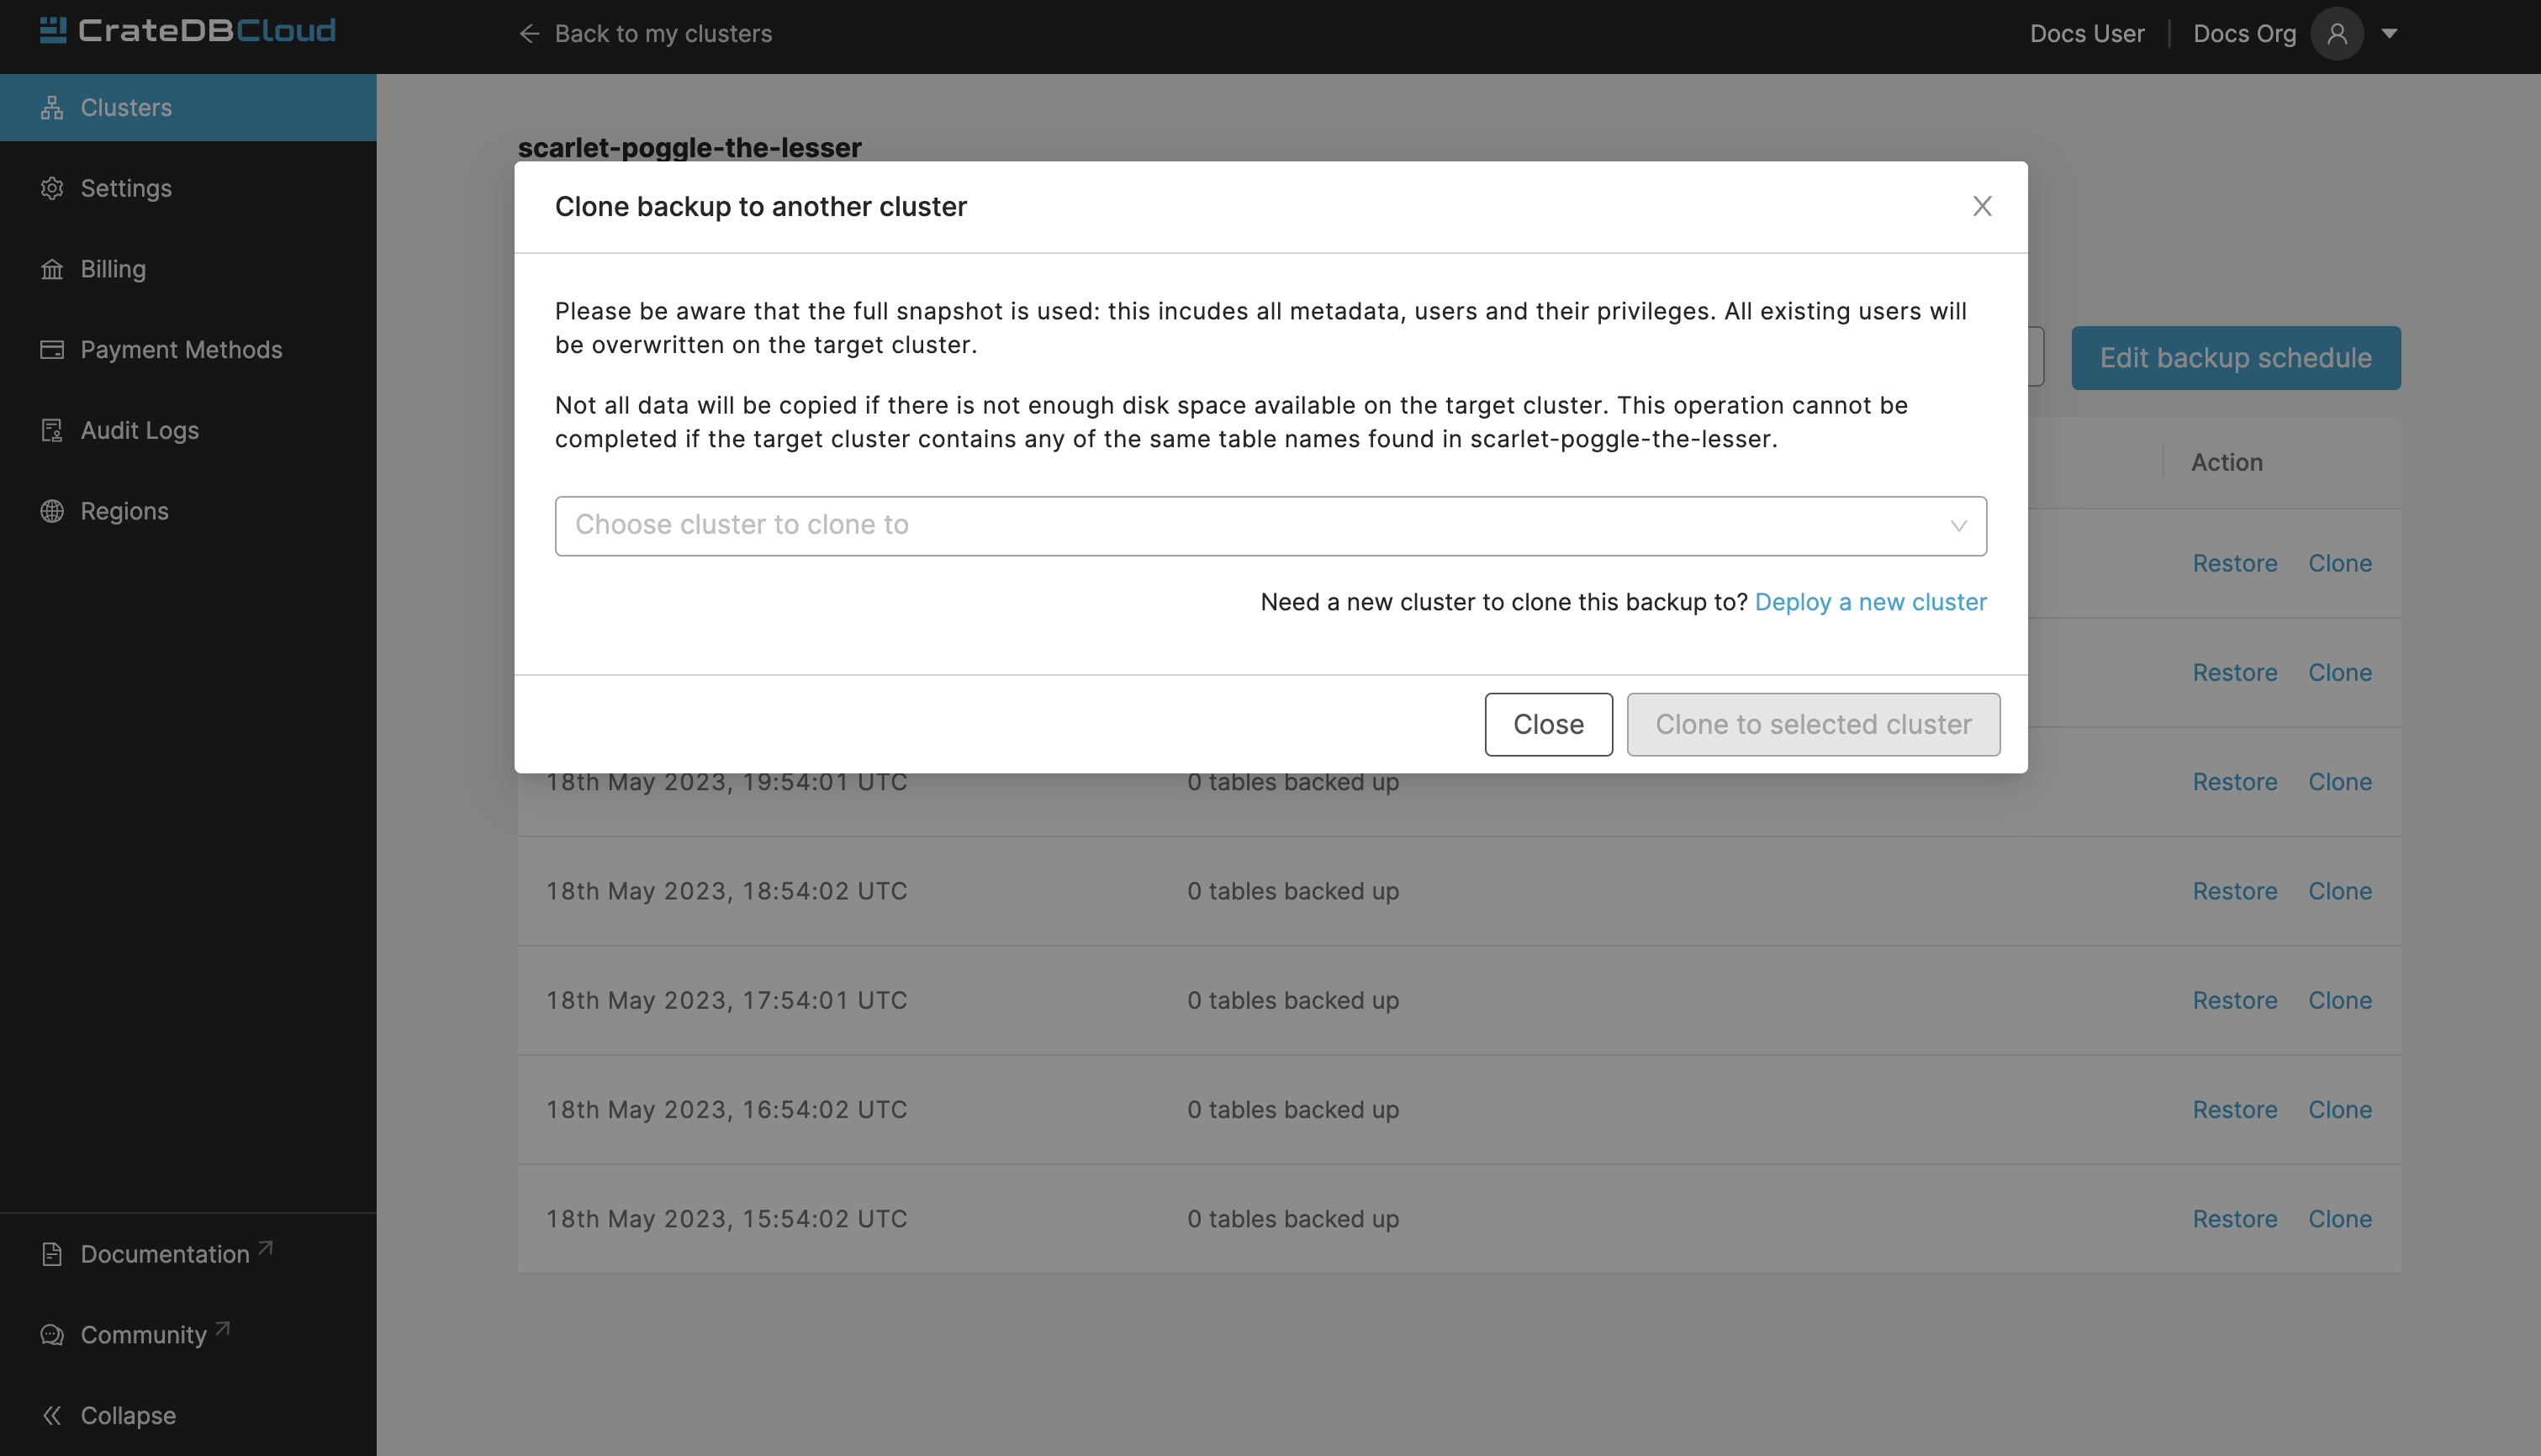 CrateDBCloud
Back to my clusters
Docs User
Docs Org
Clusters
Settings
Billing
Payment Methods
Audit Logs
Regions
Documentation
Community
Collapse
scarlet-poggle-the-lesser
Clone backup to another cluster
Please be aware that the full snapshot is used: this incudes all metadata, users and their privileges. All existing users will
be overwritten on the target cluster.
Not all data will be copied if there is not enough disk space available on the target cluster. This operation cannot be
completed if the target cluster contains any of the same table names found in scarlet-poggle-the-lesser.
Choose cluster to clone to
Need a new cluster to clone this backup to? Deploy a new cluster
Close
Clone to selected cluster
Edit backup schedule
Action
Restore Clone
Restore Clone
18th May 2023, 19:54:01 UTC 0 tables backed up Restore Clone
18th May 2023, 18:54:02 UTC 0 tables backed up Restore Clone
18th May 2023, 17:54:01 UTC 0 tables backed up Restore Clone
18th May 2023, 16:54:02 UTC 0 tables backed up Restore Clone
18th May 2023, 15:54:02 UTC 0 tables backed up Restore Clone